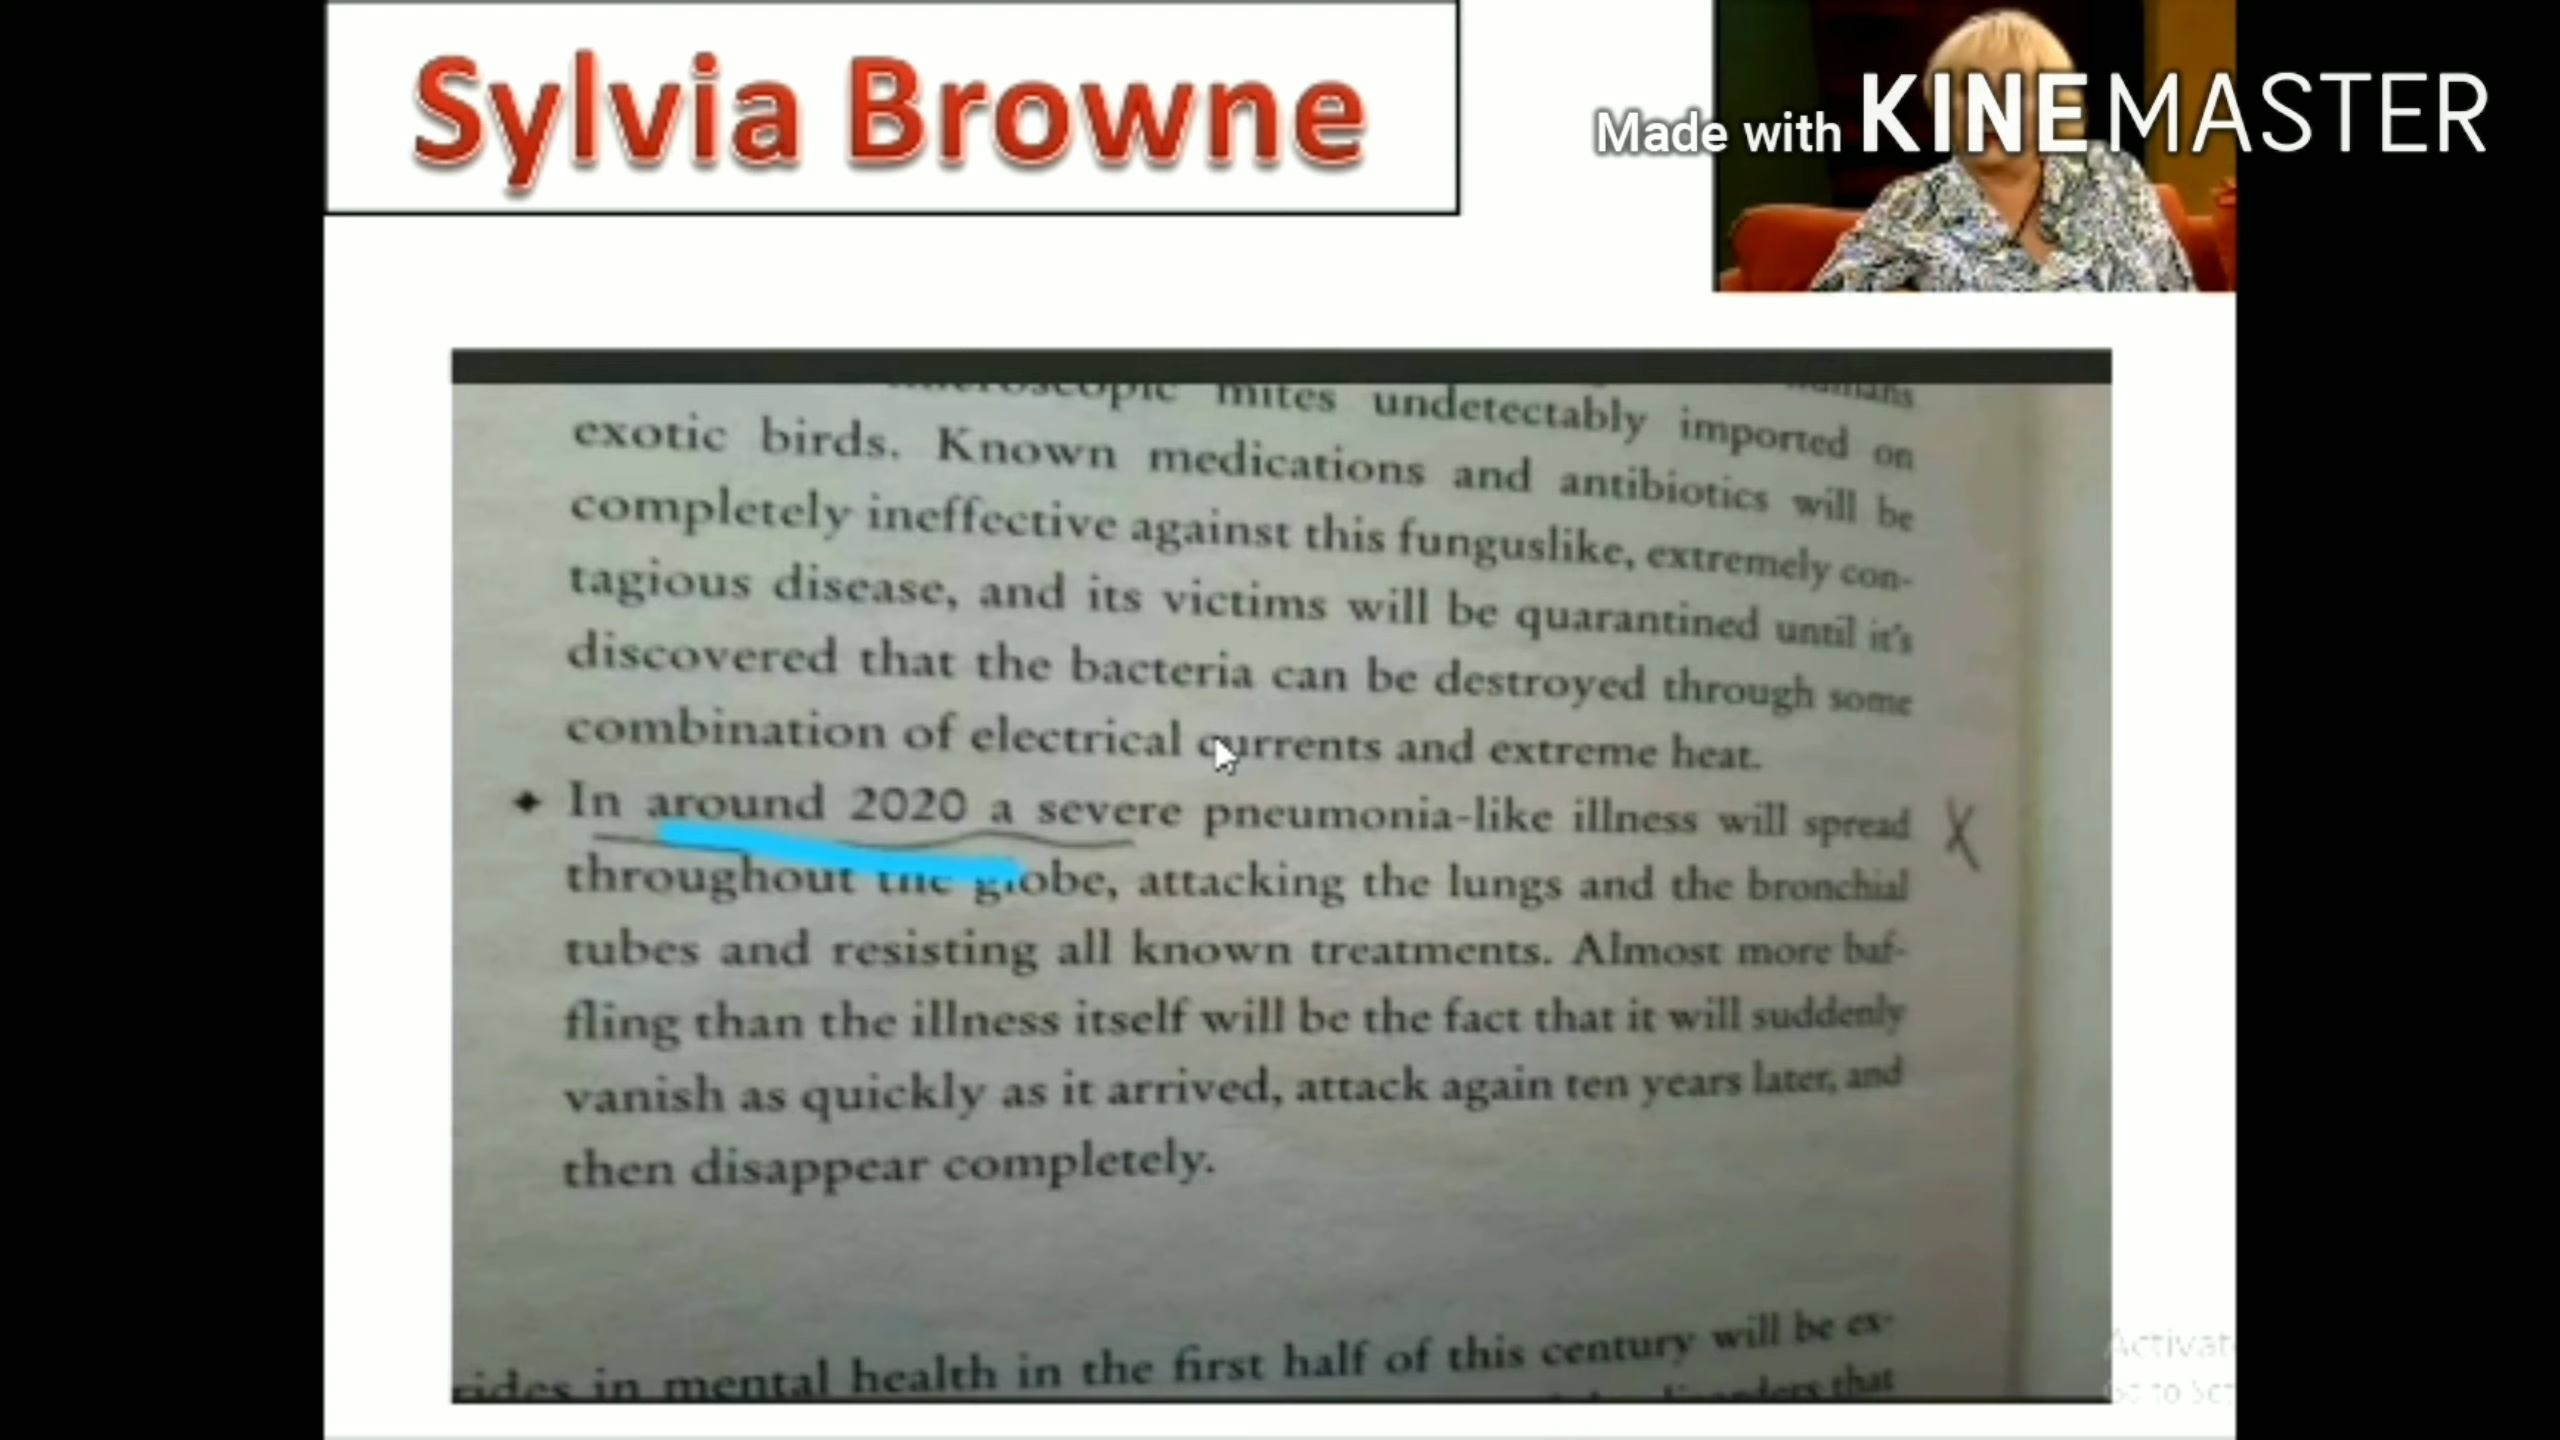 Sylvia Browne
Made with KINEMASTER
mites undetectably imported on
exotic birds. Known medications and antibiotics will be
completely ineffective against this funguslike, extremely con-
tagious disease, and its victims will be quarantined until it's
discovered that the bacteria can be destroyed through some
combination of electrical currents and extreme heat.
In around 2020 a severe pneumonia-like illness will spread
throughout the globe, attacking the lungs and the bronchial
tubes and resisting all known treatments. Almost more baf-
fling than the illness itself will be the fact that it will suddenly
vanish as quickly as it arrived, attack again ten years later, and
then disappear completely.
in mental health in the first half of this century will be ex-
that